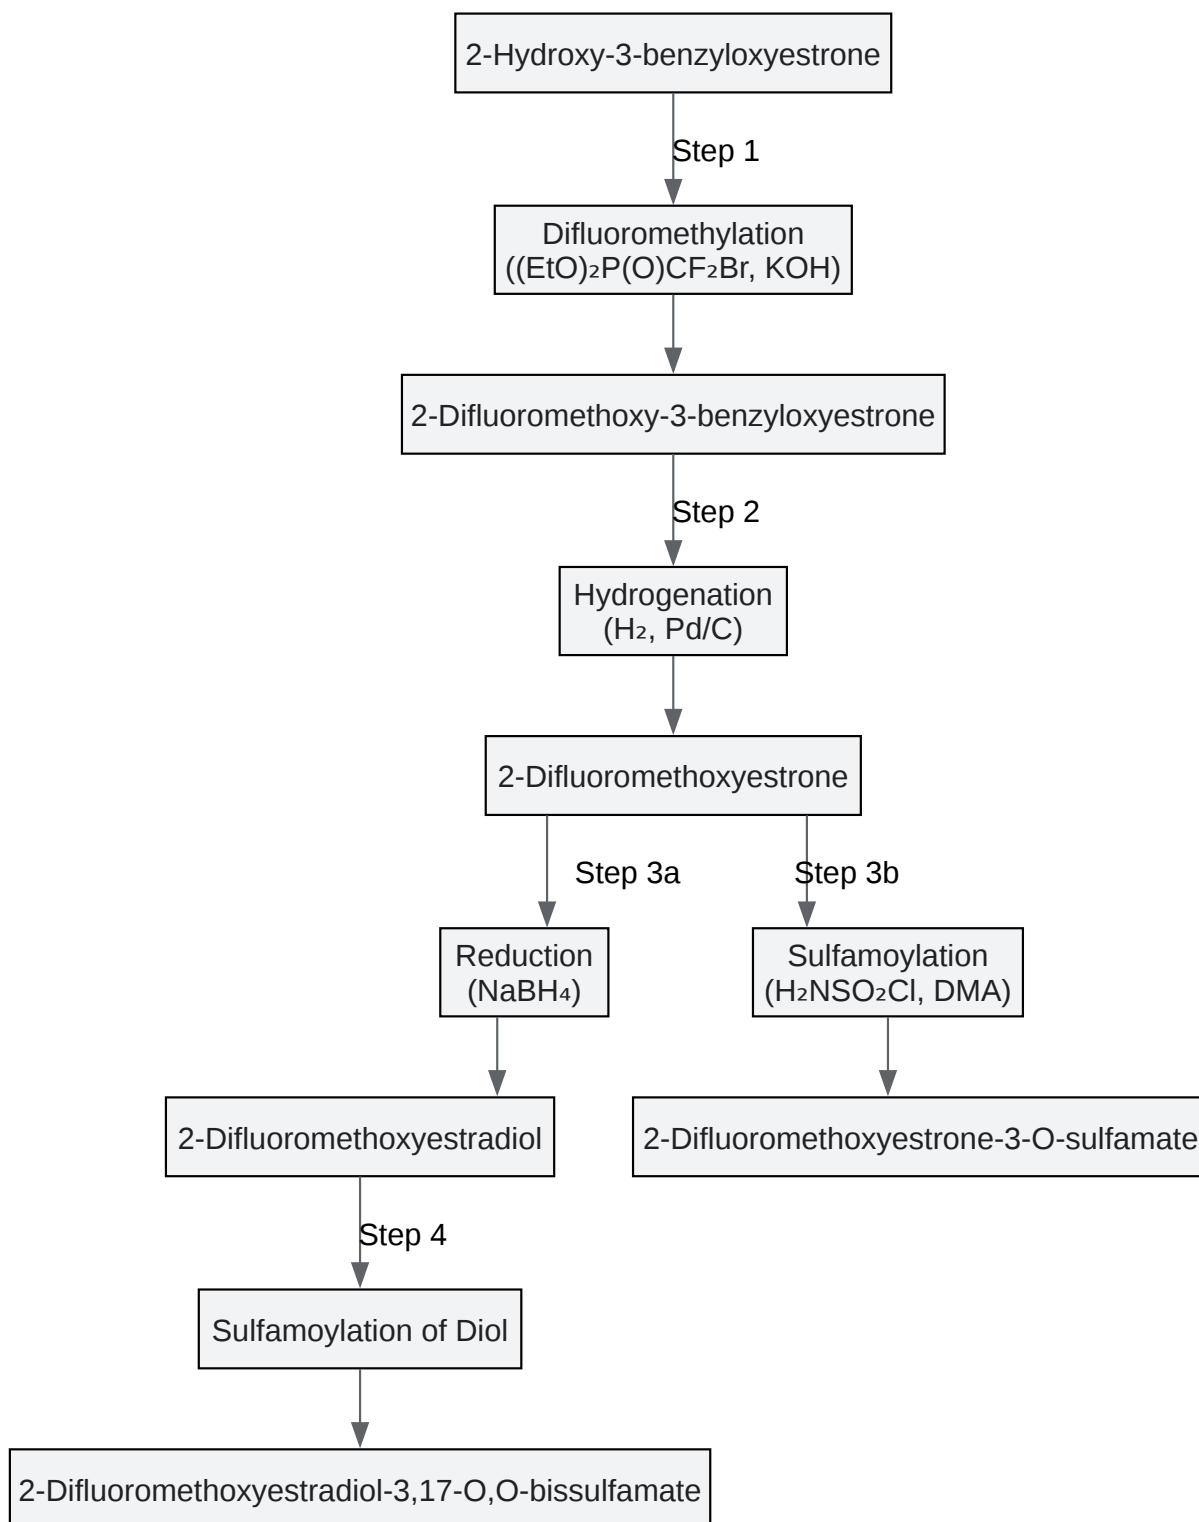 2-Hydroxy-3-benzyloxyestrone
Step 1
Difluoromethylation
((EtO)₂P(O)CF₂Br, KOH)
2-Difluoromethoxy-3-benzyloxyestrone
Step 2
Hydrogenation
(H₂, Pd/C)
2-Difluoromethoxyestrone
Step 3a
Step 3b
Reduction
(NaBH₄)
Sulfamoylation
(H₂NSO₂Cl, DMA)
2-Difluoromethoxyestradiol
2-Difluoromethoxyestrone-3-O-sulfamate
Step 4
Sulfamoylation of Diol
2-Difluoromethoxyestradiol-3,17-O,O-bissulfamate